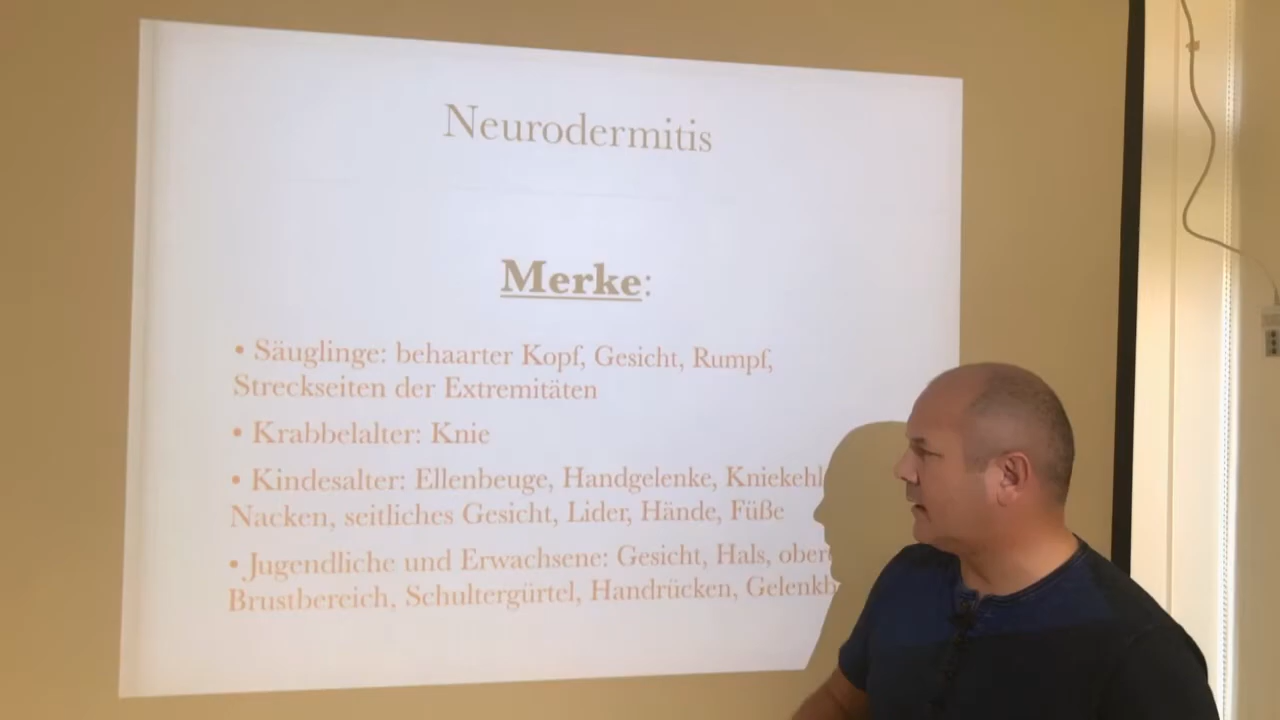 Neurodermitis
Merke:
• Säuglinge: behaarter Kopf, Gesicht, Rumpf,
Streckseiten der Extremitäten
• Krabbelalter: Knie
• Kindesalter: Ellenbeuge, Handgelenke,
Nacken, seitliches Gesicht, Lider, Hände, Füße
• Jugendliche und Erwachsene: Gesicht, Hals,
Brustbereich, Schultergürtel, Handrücken,